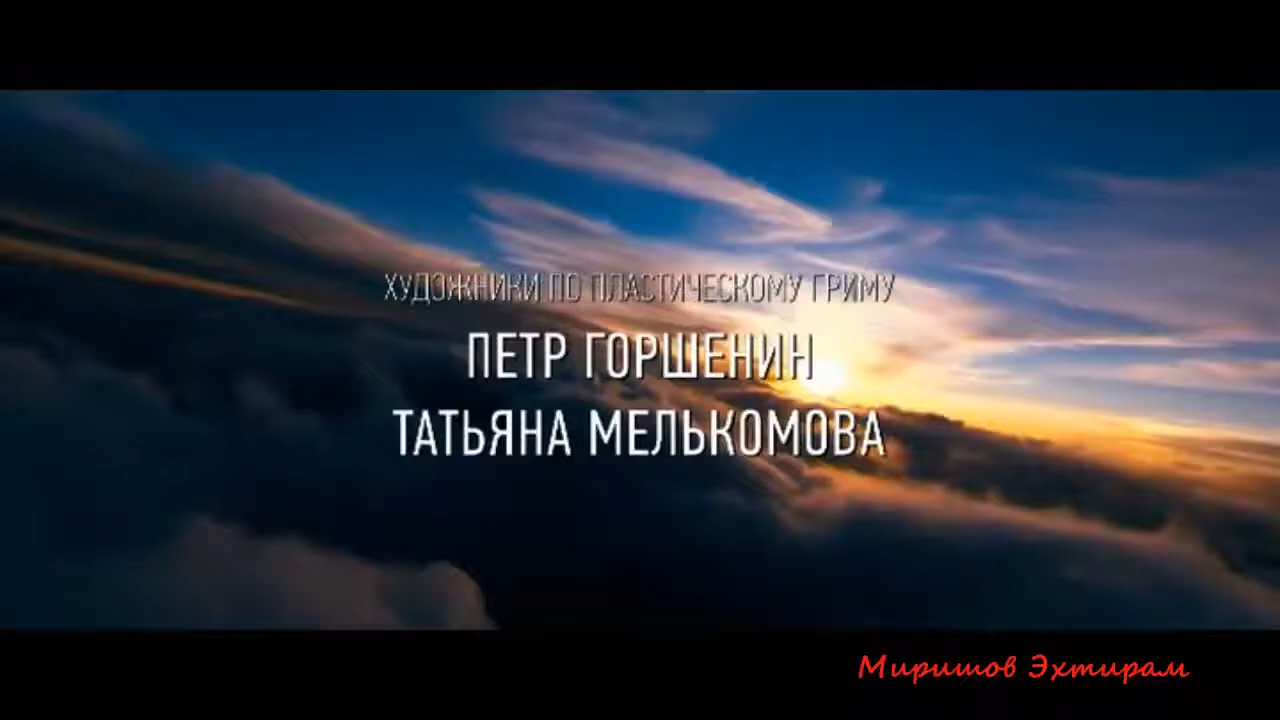 ХУДОЖНИКИ ПО ПЛАСТИЧЕСКОМУ ГРИМУ
ПЕТР ГОРШЕНИН
ТАТЬЯНА МЕЛЬКОМОВА
Миришов Эхтирам